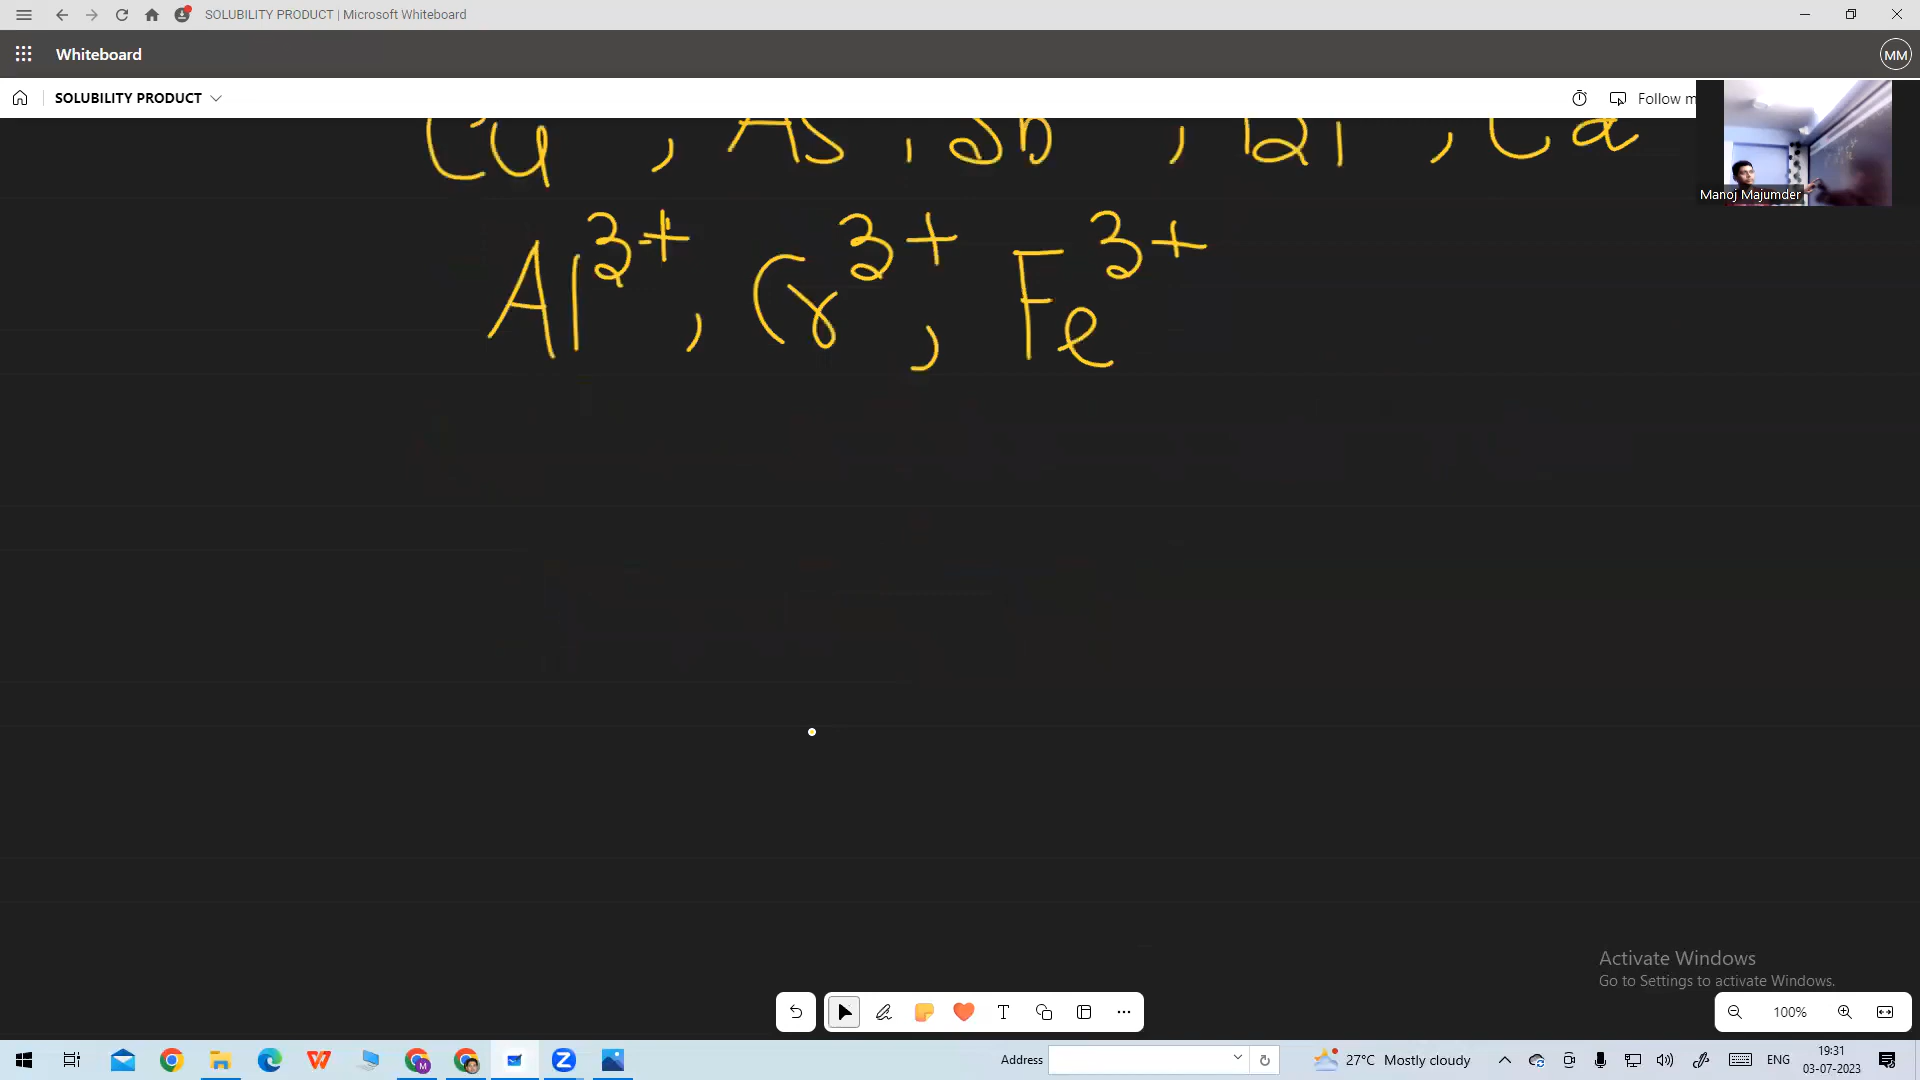 SOLUBILITY PRODUCT | Microsoft Whiteboard
Whiteboard
MM
SOLUBILITY PRODUCT
Follow m
Manoj Majumder
Cu , As , Sb , Bi , Cd
Al³⁺ , Cr³⁺ , Fe³⁺
Activate Windows
Go to Settings to activate Windows.
T
100%
Address
27°C Mostly cloudy
ENG
19:31
03-07-2023